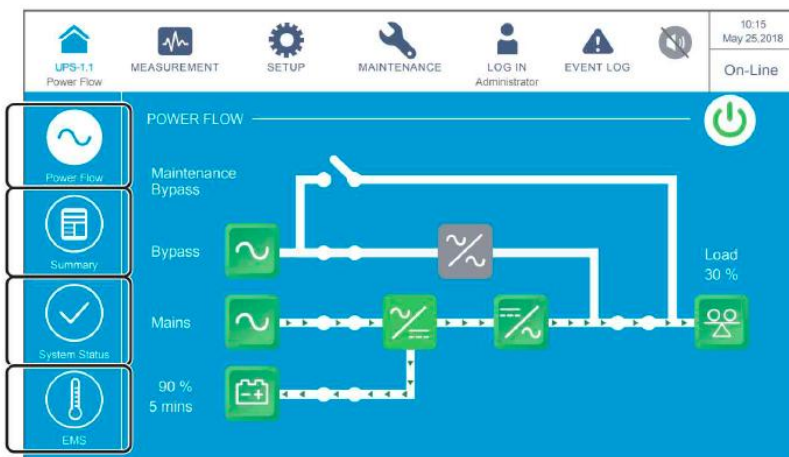 10:15
May 25,2018
UPS-1.1
Power Flow
MEASUREMENT
SETUP
MAINTENANCE
LOG IN
Administrator
EVENT LOG
On-Line
Power Flow
Summary
System Status
EMS
POWER FLOW
Maintenance
Bypass
Bypass
Load
30 %
Mains
90 %
5 mins